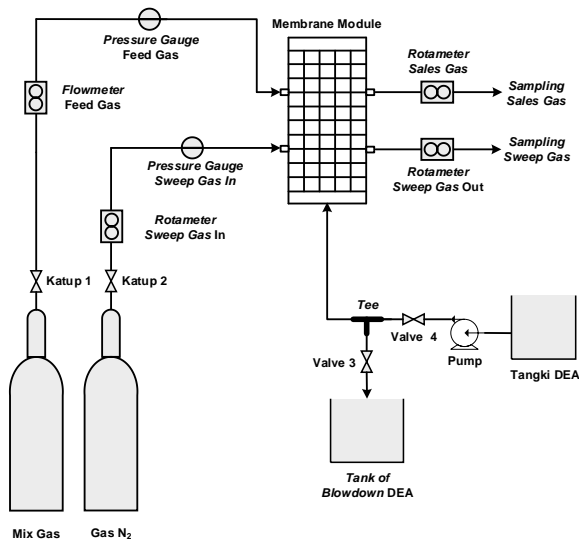 Membrane Module
Pressure Gauge
Feed Gas
Rotameter
Sales Gas
Flowmeter
Feed Gas
Sampling
Sales Gas
Pressure Gauge
Sweep Gas In
Sampling
Sweep Gas
Rotameter
Sweep Gas Out
Rotameter
Sweep Gas In
Katup 1
Katup 2
Tee
Valve 4
Valve 3
Pump
Tangki DEA
Tank of
Blowdown DEA
Mix Gas
Gas N₂